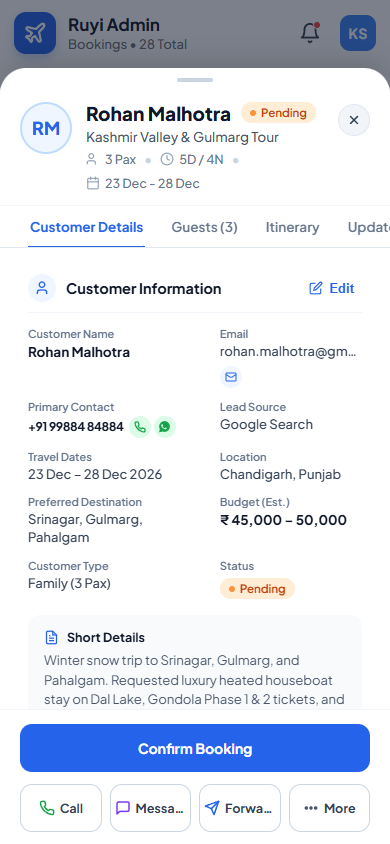 Ruyi Admin
Bookings • 28 Total
KS
RM
Rohan Malhotra
Pending
Kashmir Valley & Gulmarg Tour
3 Pax • 5D / 4N •
23 Dec – 28 Dec
Customer Details
Guests (3)
Itinerary
Update
Customer Information
Edit
Customer Name
Email
Rohan Malhotra
rohan.malhotra@gm...
Primary Contact
Lead Source
+91 99884 84884
Google Search
Travel Dates
Location
23 Dec – 28 Dec 2026
Chandigarh, Punjab
Preferred Destination
Budget (Est.)
Srinagar, Gulmarg,
Pahalgam
₹ 45,000 – 50,000
Customer Type
Status
Family (3 Pax)
Pending
Short Details
Winter snow trip to Srinagar, Gulmarg, and
Pahalgam. Requested luxury heated houseboat
stay on Dal Lake, Gondola Phase 1 & 2 tickets, and
Confirm Booking
Call
Messa...
Forwa...
More